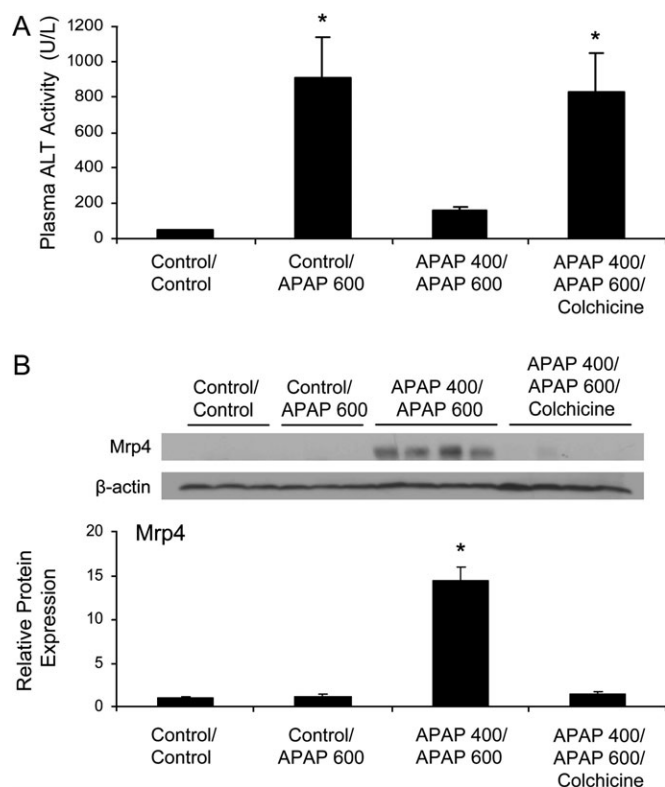 A
Plasma ALT Activity (U/L)
1200
1000
800
600
400
200
0
*
*
Control/
Control
Control/
APAP 600
APAP 400/
APAP 600
APAP 400/
APAP 600/
Colchicine
B
Control/
Control
Control/
APAP 600
APAP 400/
APAP 600
APAP 400/
APAP 600/
Colchicine
Mrp4
β-actin
Mrp4
Relative Protein
Expression
20
15
10
5
0
*
Control/
Control
Control/
APAP 600
APAP 400/
APAP 600
APAP 400/
APAP 600/
Colchicine